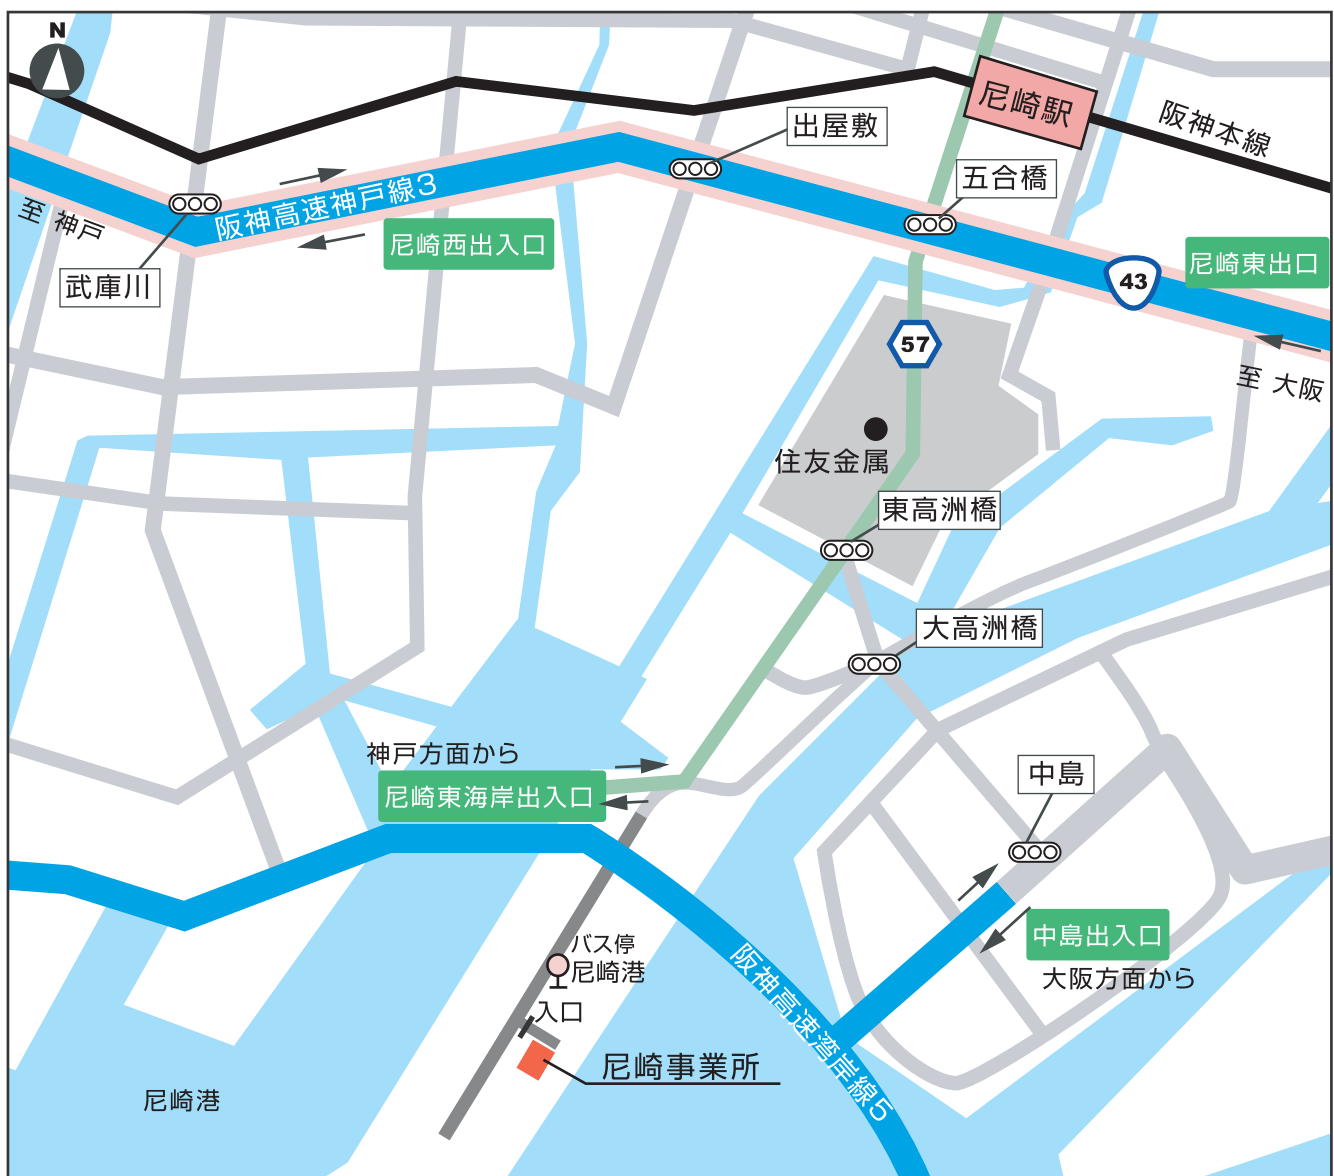 N
尼崎駅
阪神本線
出屋敷
五合橋
阪神高速神戸線3
至 神戸
尼崎西出入口
尼崎東出口
武庫川
43
57
至 大阪
住友金属
東高洲橋
大高洲橋
神戸方面から
尼崎東海岸出入口
中島
中島出入口
大阪方面から
バス停
尼崎港
入口
阪神高速湾岸線5
尼崎事業所
尼崎港